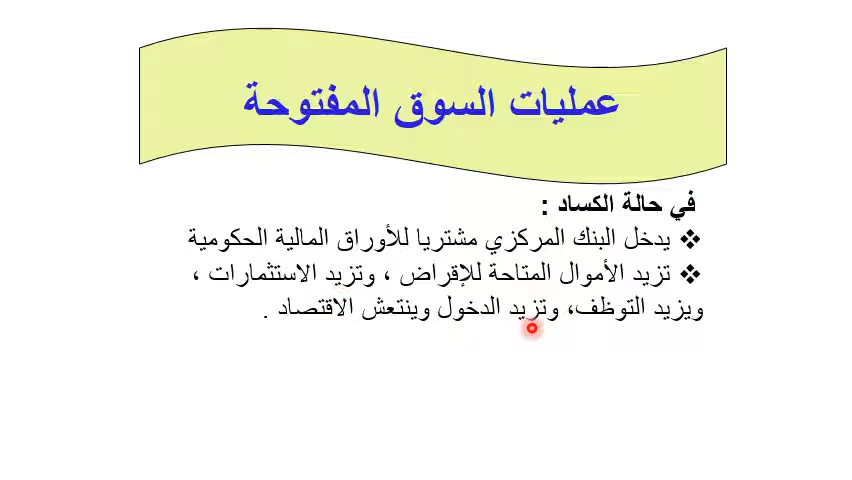 عمليات السوق المفتوحة
في حالة الكساد :
❖ يدخل البنك المركزي مشتريا للأوراق المالية الحكومية
❖ تزيد الأموال المتاحة للإقراض ، وتزيد الاستثمارات ،
ويزيد التوظف، وتزيد الدخول وينتعش الاقتصاد .